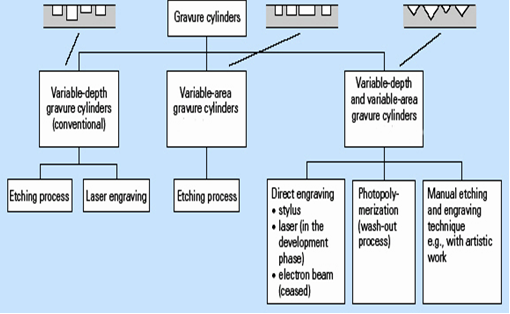 Gravure cylinders
Variable-depth
gravure cylinders
(conventional)
Variable-area
gravure cylinders
Variable-depth
and variable-area
gravure cylinders
Etching process
Laser engraving
Etching process
Direct engraving
• stylus
• laser (in the
development
phase)
• electron beam
(ceased)
Photopoly-
merization
(wash-out
process)
Manual etching
and engraving
technique
e.g., with artistic
work